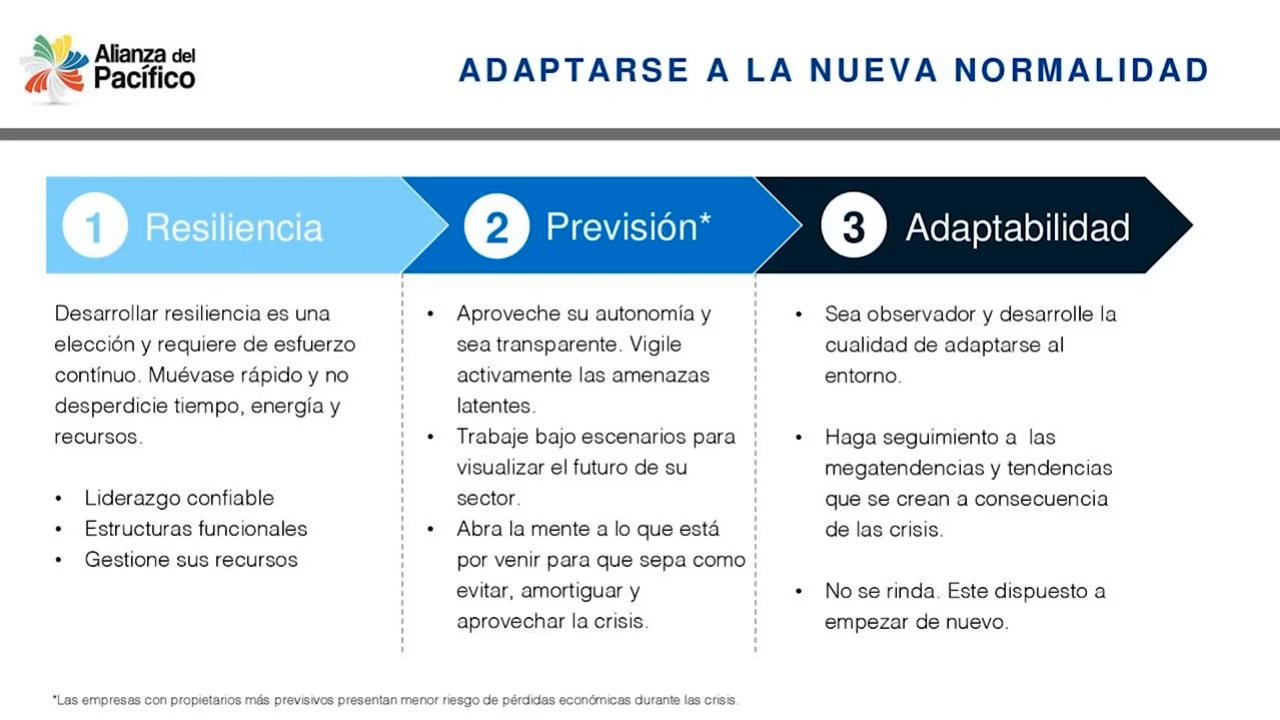 Alianza del
Pacífico
ADAPTARSE A LA NUEVA NORMALIDAD
1 Resiliencia
2 Previsión*
3 Adaptabilidad
Desarrollar resiliencia es una
elección y requiere de esfuerzo
contínuo. Muévase rápido y no
desperdicie tiempo, energía y
recursos.
• Liderazgo confiable
• Estructuras funcionales
• Gestione sus recursos
• Aproveche su autonomía y
sea transparente. Vigile
activamente las amenazas
latentes.
• Trabaje bajo escenarios para
visualizar el futuro de su
sector.
• Abra la mente a lo que está
por venir para que sepa como
evitar, amortiguar y
aprovechar la crisis.
• Sea observador y desarrolle la
cualidad de adaptarse al
entorno.
• Haga seguimiento a las
megatendencias y tendencias
que se crean a consecuencia
de las crisis.
• No se rinda. Este dispuesto a
empezar de nuevo.
*Las empresas con propietarios más previsivos presentan menor riesgo de pérdidas económicas durante las crisis.